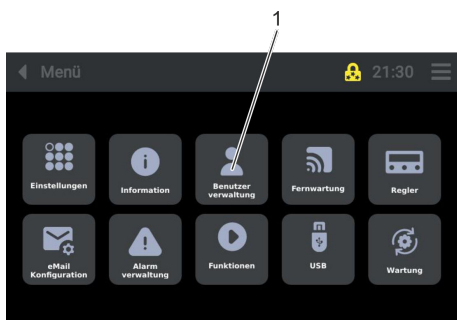 1
Menü 21:30
Einstellungen
Information
Benutzer
verwaltung
Fernwartung
Regler
eMail
Konfiguration
Alarm
verwaltung
Funktionen
USB
Wartung